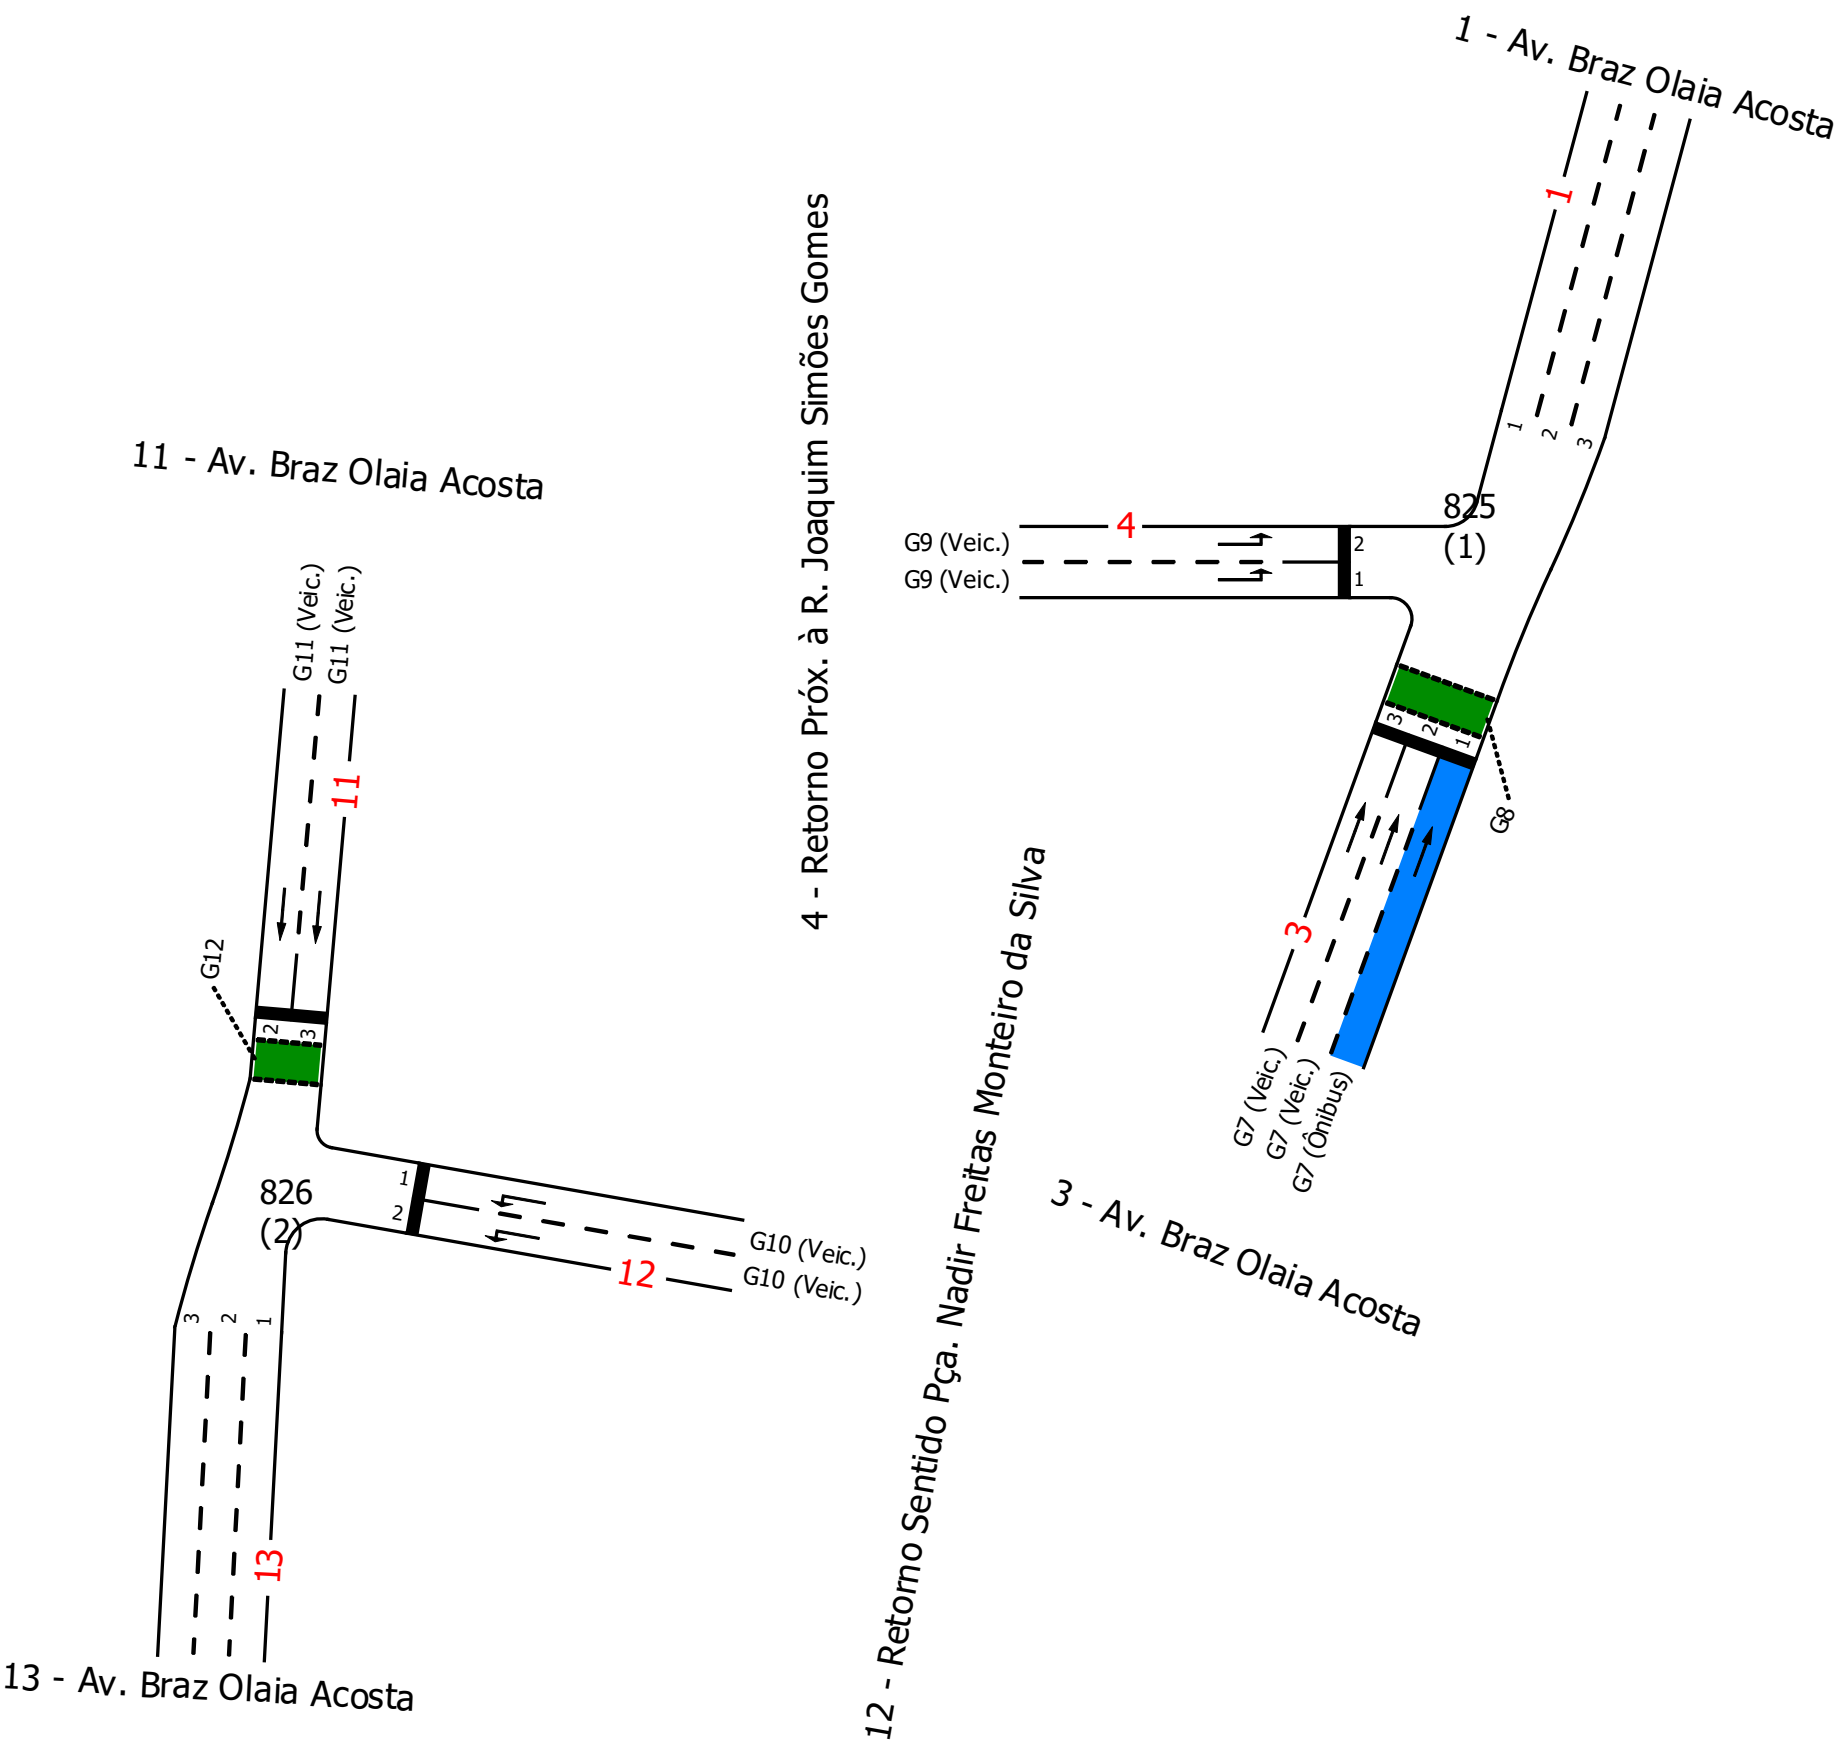 1 - Av. Braz Olaia Acosta
1
1
2
3
825
(1)
4 - Retorno Próx. à R. Joaquim Simões Gomes
4
G9 (Veic.)
G9 (Veic.)
2
1
11 - Av. Braz Olaia Acosta
G11 (Veic.)
G11 (Veic.)
11
G12
2
3
3
2
1
G8
3
G7 (Veic.)
G7 (Veic.)
G7 (Ônibus)
3 - Av. Braz Olaia Acosta
826
(2)
1
2
G10 (Veic.)
G10 (Veic.)
12
12 - Retorno Sentido Pça. Nadir Freitas Monteiro da Silva
3
2
1
13
13 - Av. Braz Olaia Acosta